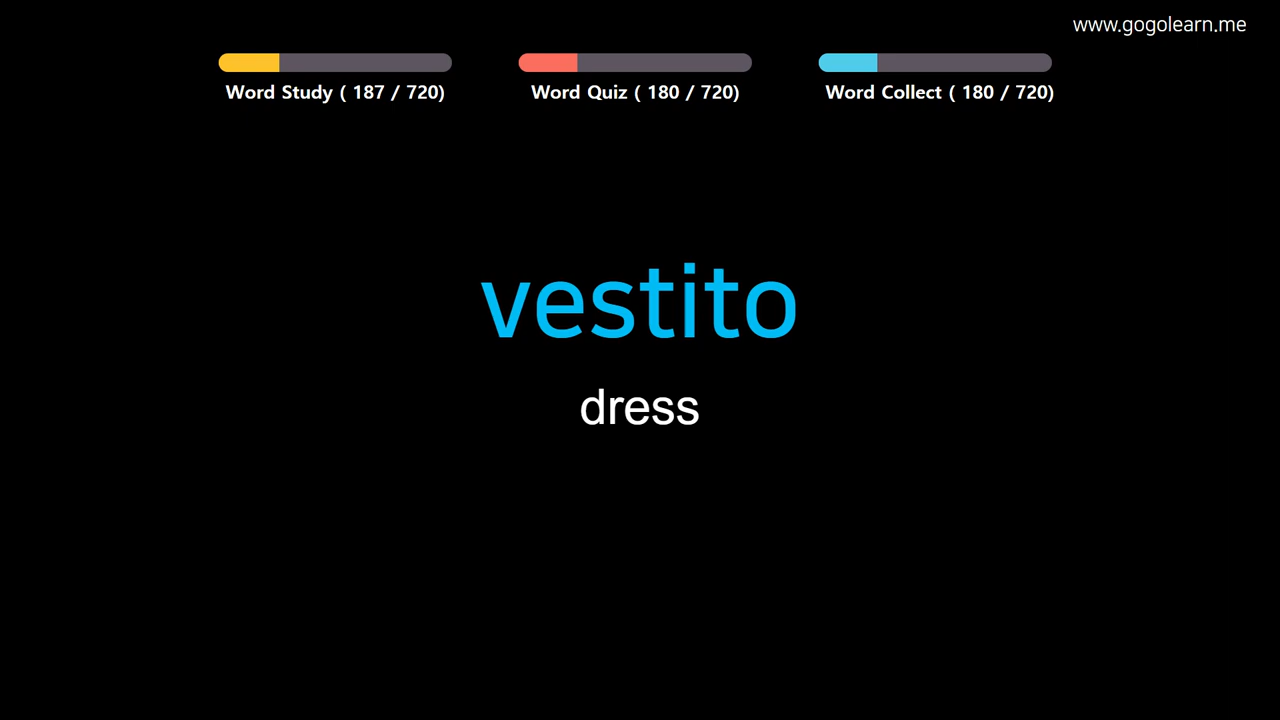 www.gogolearn.me
Word Study ( 187 / 720)
Word Quiz ( 180 / 720)
Word Collect ( 180 / 720)
vestito
dress